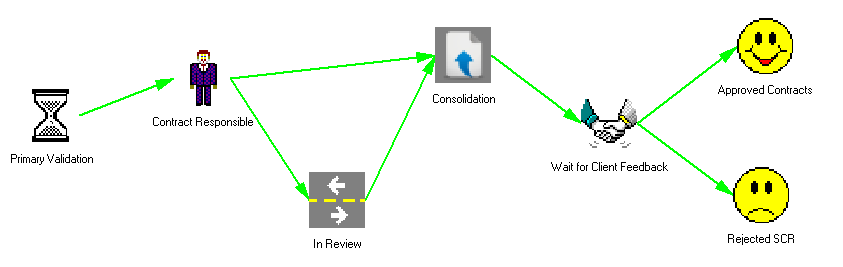 Primary Validation
Contract Responsible
In Review
Consolidation
Wait for Client Feedback
Approved Contracts
Rejected SCR